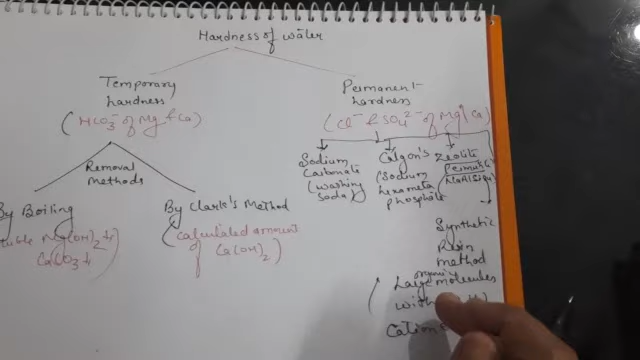 Hardness of water
Temporary
hardness
(HCO3⁻ of Mg & Ca)
Permanent
hardness
(Cl⁻ & SO4²⁻ of Mg/Ca)
Removal
Methods
By Boiling
Mg(OH)2↓
CaCO3↓
By Clark's Method
(Calculated amount
of Ca(OH)2)
Sodium
Carbonate
(washing
Soda)
Calgon's
(Sodium
hexameta
phosphate)
Zeolite
Permutit
Synthetic
Resin
method
organic
(Large molecules
with
Cation